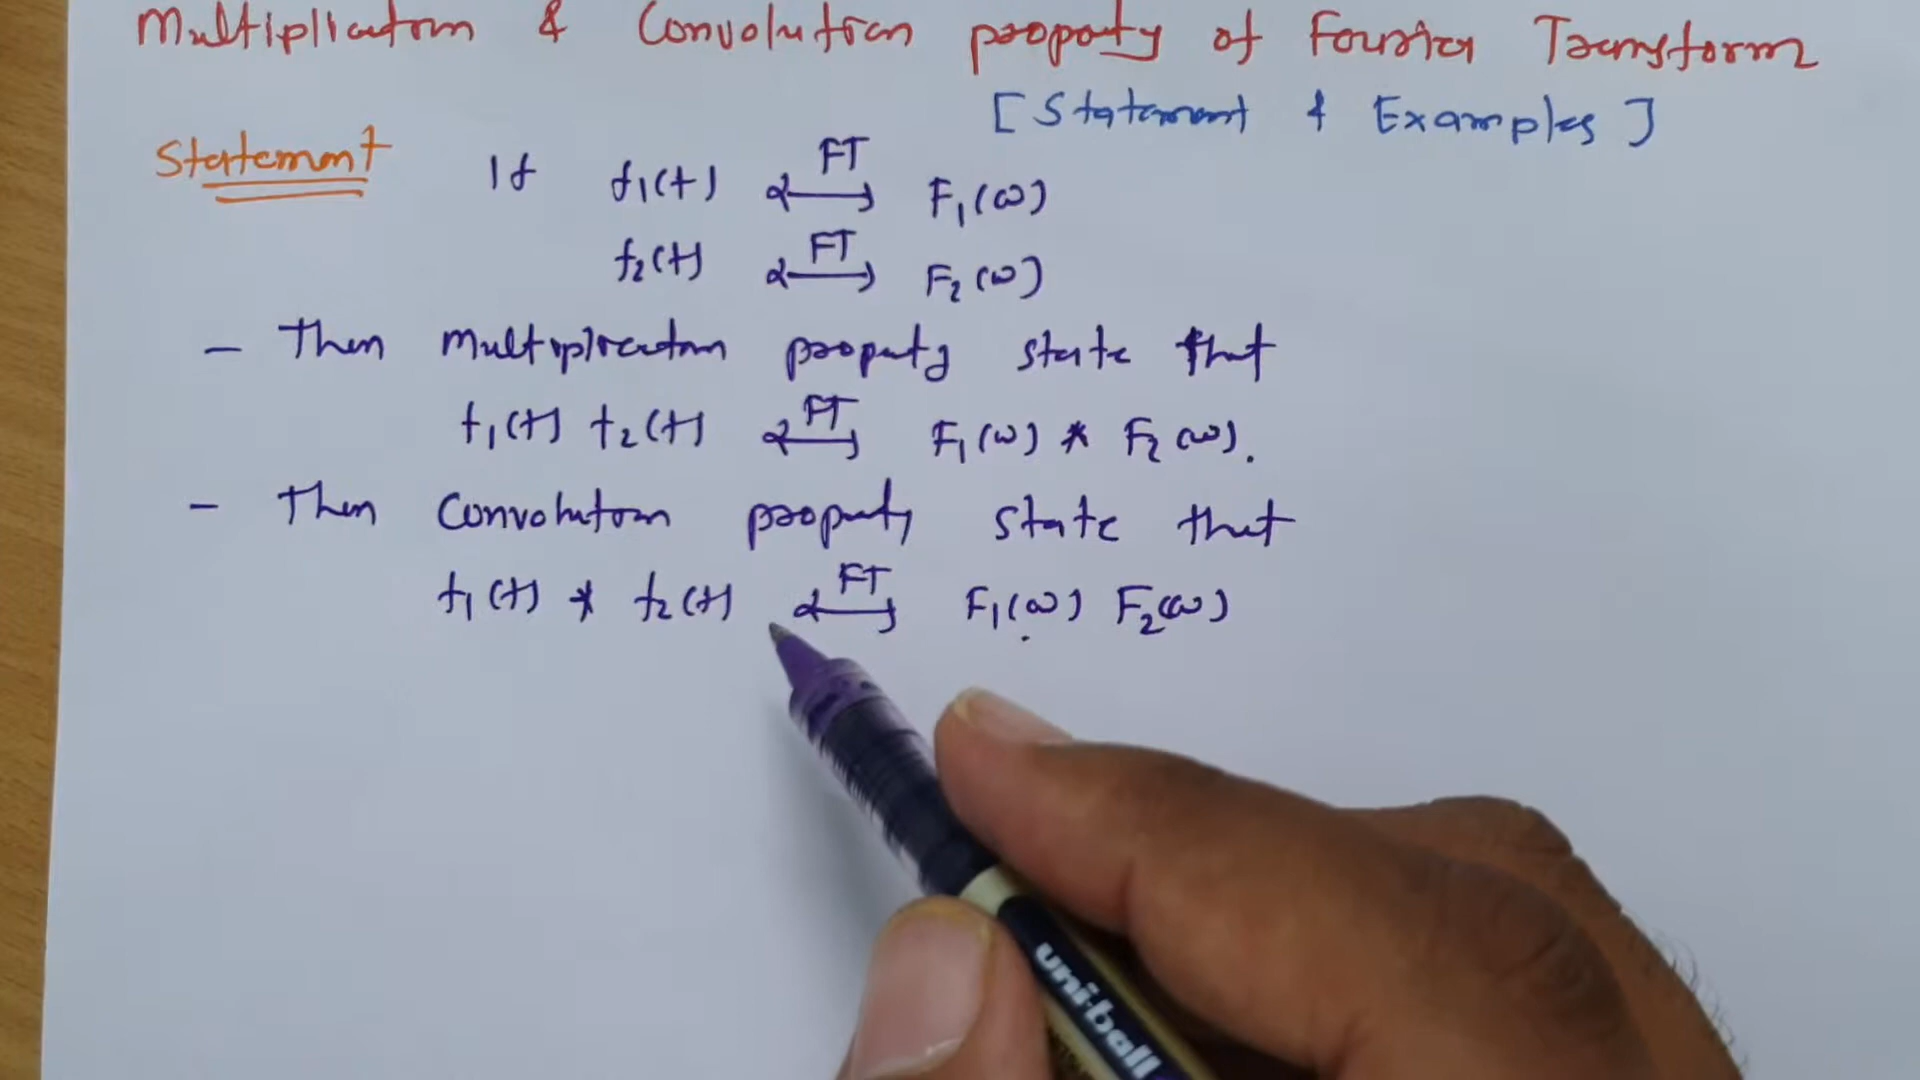 Multiplication & Convolution property of Fourier Transform
[Statement & Examples]
Statement If f₁(t) ⟷ FT F₁(ω)
f₂(t) ⟷ FT F₂(ω)
- Then Multiplication property state that
f₁(t) f₂(t) ⟷ FT F₁(ω) * F₂(ω).
- Then Convolution property state that
f₁(t) * f₂(t) ⟷ FT F₁(ω) F₂(ω)
uni-ball